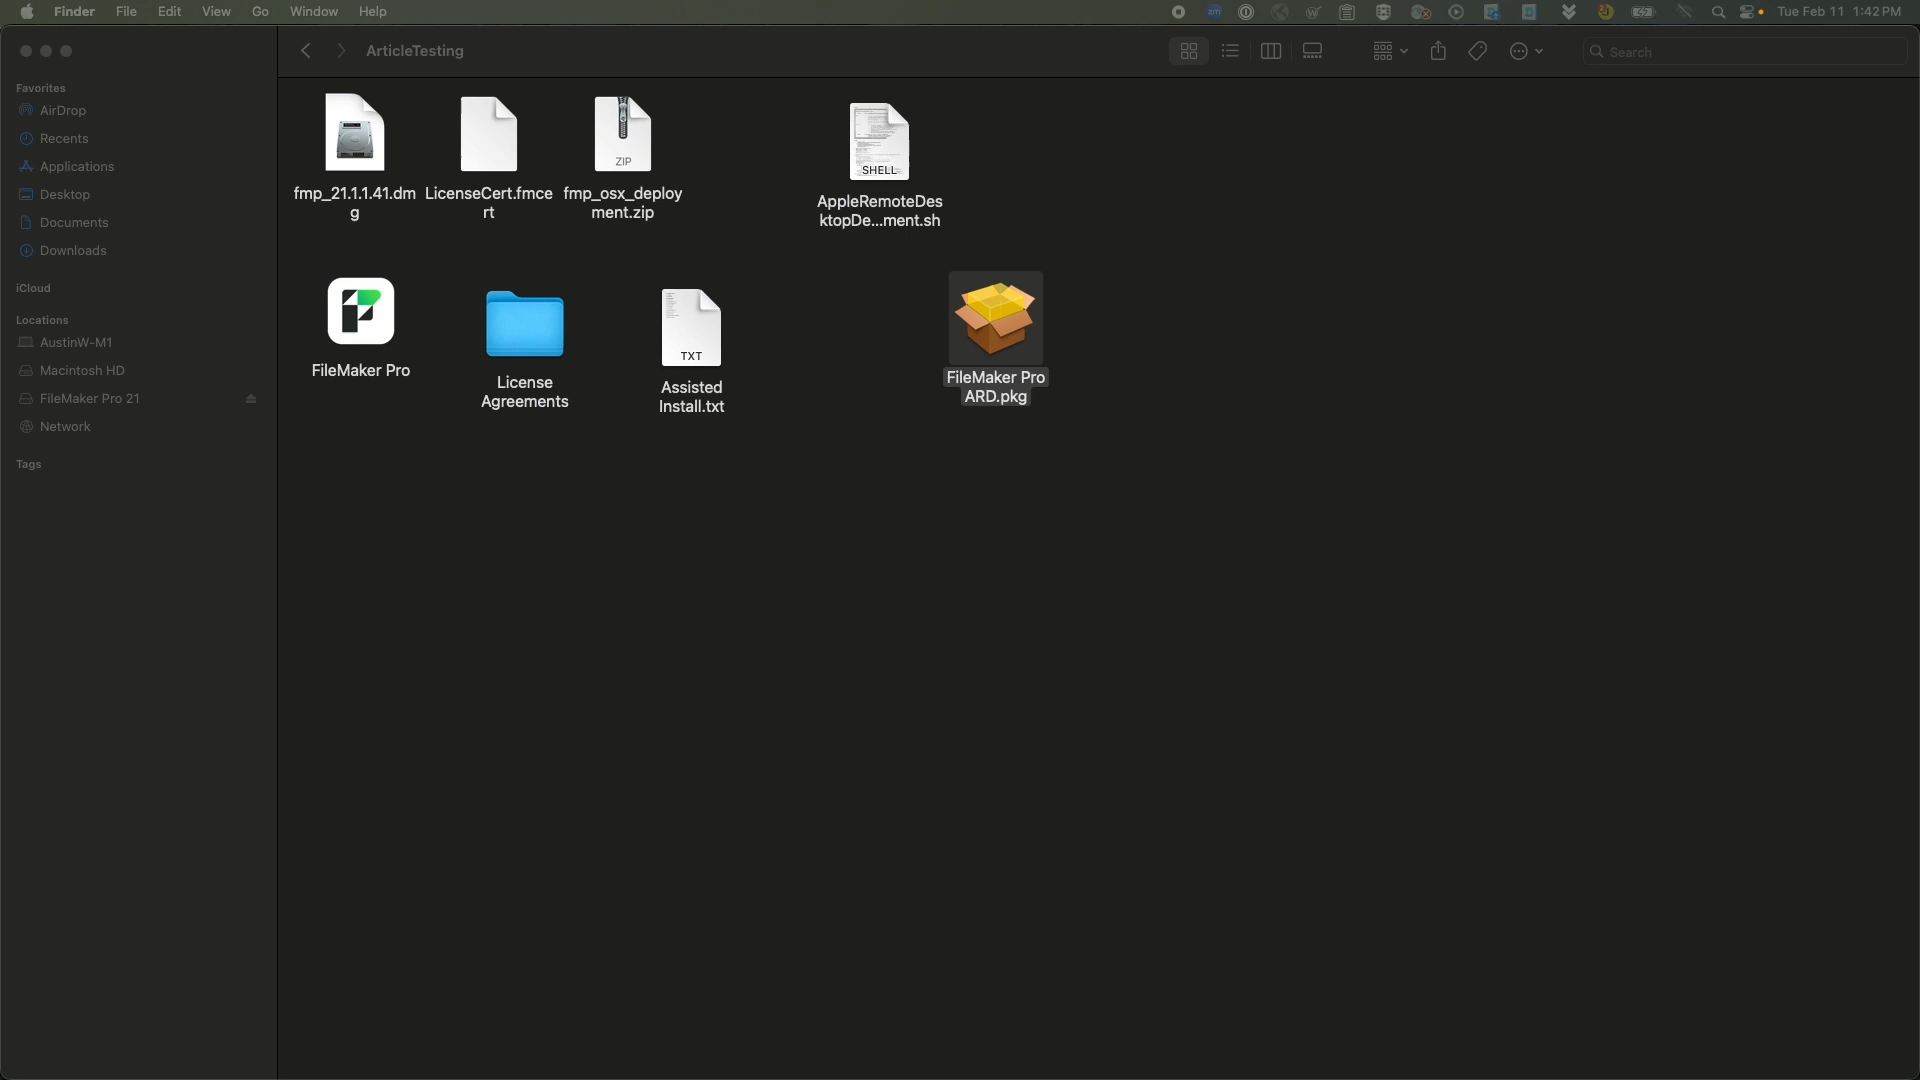 Finder File Edit View Go Window Help
zm
Tue Feb 11 1:42 PM
ArticleTesting
Search
Favorites
AirDrop
Recents
Applications
Desktop
Documents
Downloads
iCloud
Locations
AustinW-M1
Macintosh HD
FileMaker Pro 21
Network
Tags
fmp_21.1.1.41.dm
g
LicenseCert.fmce
rt
ZIP
fmp_osx_deploy
ment.zip
SHELL
AppleRemoteDes
ktopDe...ment.sh
FileMaker Pro
License
Agreements
TXT
Assisted
Install.txt
FileMaker Pro
ARD.pkg